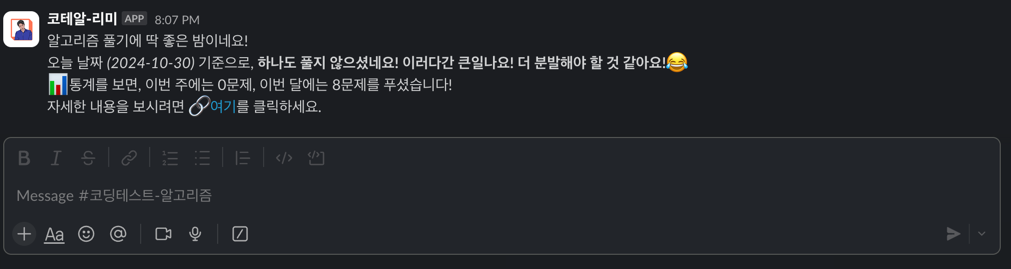 코테알-리미 APP 8:07 PM
알고리즘 풀기에 딱 좋은 밤이네요!
오늘 날짜 (2024-10-30) 기준으로, 하나도 풀지 않으셨네요! 이러다간 큰일나요! 더 분발해야 할 것 같아요!😂
📊통계를 보면, 이번 주에는 0문제, 이번 달에는 8문제를 푸셨습니다!
자세한 내용을 보시려면 🔗여기를 클릭하세요.
B I S
Message #코딩테스트-알고리즘
Aa